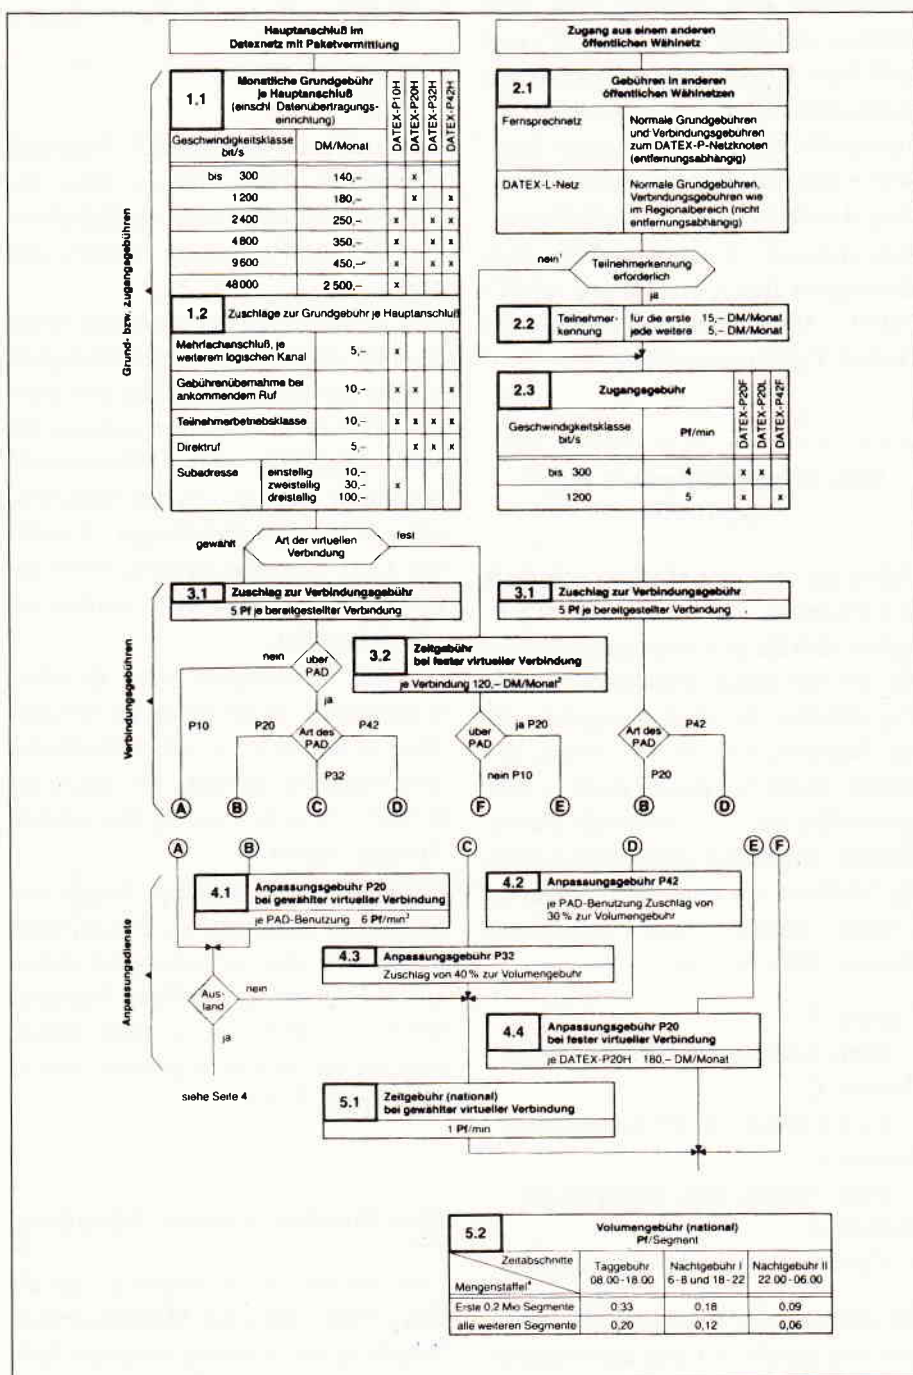 Hauptanschluß im
Datexnetz mit Paketvermittlung
Zugang aus einem anderen
öffentlichen Wählnetz
Grund- bzw. zugangsgebühren
1.1
Monatliche Grundgebühr
je Hauptanschluß
(einschl. Datenübertragungs-
einrichtung)
DATEX-P10H
DATEX-P20H
DATEX-P32H
DATEX-P42H
Geschwindigkeitsklasse
bit/s
DM/Monat
bis 300 140,– x
1200 180,– x x
2400 250,– x x x
4800 350,– x x x
9600 450,– x x x
48000 2 500,– x
1.2 Zuschläge zur Grundgebühr je Hauptanschluß
Mehrfachanschluß, je
weiterem logischen Kanal 5,– x
Gebührenübernahme bei
ankommendem Ruf 10,– x x x
Teilnehmerbetriebsklasse 10,– x x x x
Direktruf 5,– x x x
Subadresse einstellig 10,–
zweistellig 30,– x
dreistellig 100,–
2.1
Gebühren in anderen
öffentlichen Wählnetzen
Fernsprechnetz
Normale Grundgebühren
und Verbindungsgebühren
zum DATEX-P-Netzknoten
(entfernungsabhängig)
DATEX-L-Netz
Normale Grundgebühren,
Verbindungsgebühren wie
im Regionalbereich (nicht
entfernungsabhängig)
nein¹
Teilnehmerkennung
erforderlich
ja
2.2
Teilnehmer-
kennung
für die erste 15,– DM/Monat
jede weitere 5,– DM/Monat
2.3 Zugangsgebühr
DATEX-P20F
DATEX-P20L
DATEX-P42F
Geschwindigkeitsklasse
bit/s
Pf/min
bis 300 4 x x
1200 5 x x
gewählt
Art der virtuellen
Verbindung
fest
Verbindungsgebühren
3.1 Zuschlag zur Verbindungsgebühr
5 Pf je bereitgestellter Verbindung
3.1 Zuschlag zur Verbindungsgebühr
5 Pf je bereitgestellter Verbindung
nein
über
PAD
ja
3.2
Zeitgebühr
bei fester virtueller Verbindung
je Verbindung 120,– DM/Monat²
P10
P20
Art des
PAD
P42
P32
über
PAD
ja P20
nein P10
Art des
PAD
P42
P20
A B C D F E B D
A B C D E F
Anpassungsdienste
4.1
Anpassungsgebühr P20
bei gewählter virtueller Verbindung
je PAD-Benutzung 6 Pf/min³
4.2 Anpassungsgebühr P42
je PAD-Benutzung Zuschlag von
30 % zur Volumengebühr
4.3 Anpassungsgebühr P32
Zuschlag von 40 % zur Volumengebühr
Aus-
land
nein
ja
siehe Seite 4
4.4
Anpassungsgebühr P20
bei fester virtueller Verbindung
je DATEX-P20H 180,– DM/Monat
5.1
Zeitgebühr (national)
bei gewählter virtueller Verbindung
1 Pf/min
5.2
Volumengebühr (national)
Pf/Segment
Zeitabschnitte
Mengenstaffel⁴
Taggebühr
08.00-18.00
Nachtgebühr I
6-8 und 18-22
Nachtgebühr II
22.00-06.00
Erste 0,2 Mio Segmente 0.33 0,18 0,09
alle weiteren Segmente 0,20 0,12 0,06